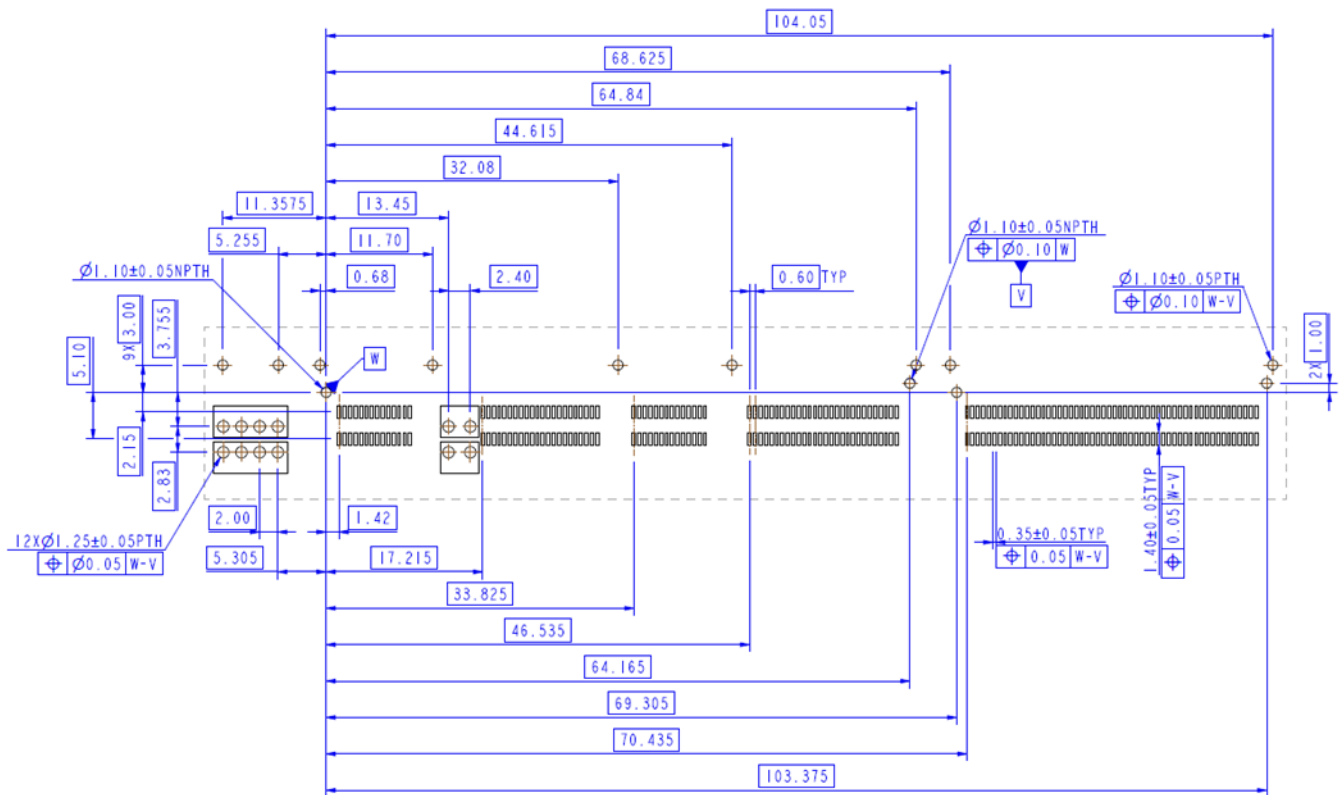 104.05
68.625
64.84
44.615
32.08
11.3575
13.45
5.255
11.70
Ø1.10±0.05NPTH
⌖ Ø0.10 W
V
Ø1.10±0.05NPTH
0.68
2.40
0.60 TYP
Ø1.10±0.05PTH
⌖ Ø0.10 W-V
9X 3.00
3.755
5.10
W
2X 1.00
2.15
2.83
2.00
1.42
12XØ1.25±0.05PTH
⌖ Ø0.05 W-V
5.305
17.215
0.35±0.05TYP
⌖ 0.05 W-V
1.40±0.05TYP
⌖ 0.05 W-V
33.825
46.535
64.165
69.305
70.435
103.375